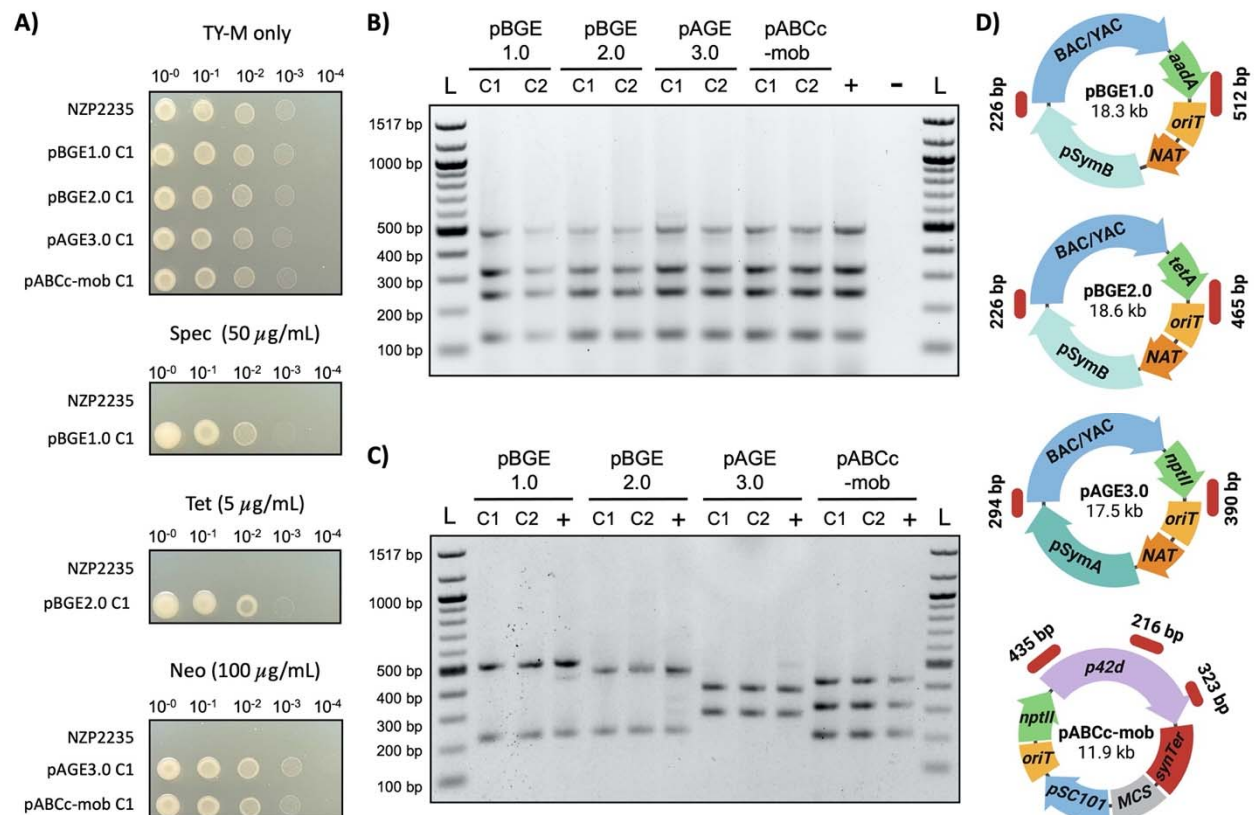 A)
TY-M only
10-0 10-1 10-2 10-3 10-4
NZP2235
pBGE1.0 C1
pBGE2.0 C1
pAGE3.0 C1
pABCc-mob C1
Spec (50 µg/mL)
10-0 10-1 10-2 10-3 10-4
NZP2235
pBGE1.0 C1
Tet (5 µg/mL)
10-0 10-1 10-2 10-3 10-4
NZP2235
pBGE2.0 C1
Neo (100 µg/mL)
10-0 10-1 10-2 10-3 10-4
NZP2235
pAGE3.0 C1
pABCc-mob C1
B)
pBGE pBGE pAGE pABCc
1.0 2.0 3.0 -mob
L C1 C2 C1 C2 C1 C2 C1 C2 + - L
1517 bp
1000 bp
500 bp
400 bp
300 bp
200 bp
100 bp
C)
pBGE pBGE pAGE pABCc
1.0 2.0 3.0 -mob
L C1 C2 + C1 C2 + C1 C2 + C1 C2 + L
1517 bp
1000 bp
500 bp
400 bp
300 bp
200 bp
100 bp
D)
BAC/YAC
aadA
pBGE1.0
18.3 kb
226 bp
512 bp
oriT
NAT
pSymB
BAC/YAC
tetA
pBGE2.0
18.6 kb
226 bp
465 bp
oriT
NAT
pSymB
BAC/YAC
nptII
pAGE3.0
17.5 kb
294 bp
390 bp
oriT
NAT
pSymA
435 bp
216 bp
323 bp
p42d
nptII
pABCc-mob
11.9 kb
oriT
synTer
pSC101
MCS